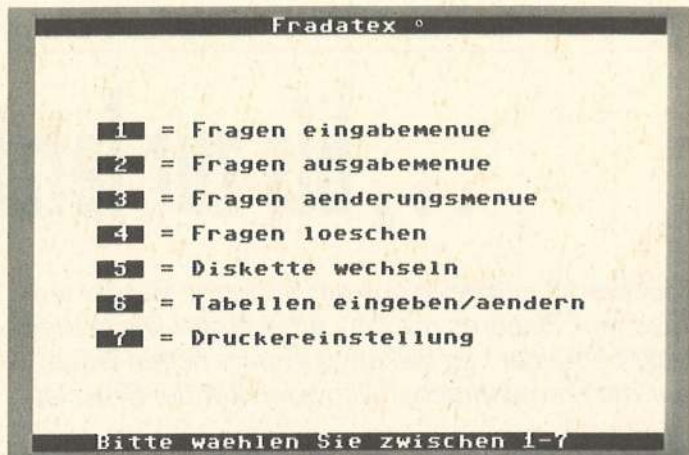 Fradatex °
1 = Fragen eingabemenue
2 = Fragen ausgabemenue
3 = Fragen aenderungsmenue
4 = Fragen loeschen
5 = Diskette wechseln
6 = Tabellen eingeben/aendern
7 = Druckereinstellung
Bitte waehlen Sie zwischen 1-7